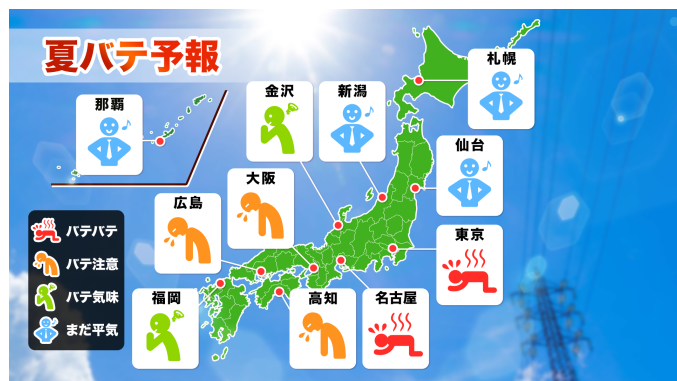 夏バテ予報
札幌
金沢
新潟
那覇
仙台
大阪
広島
東京
バテバテ
バテ注意
バテ気味
まだ平気
福岡
高知
名古屋